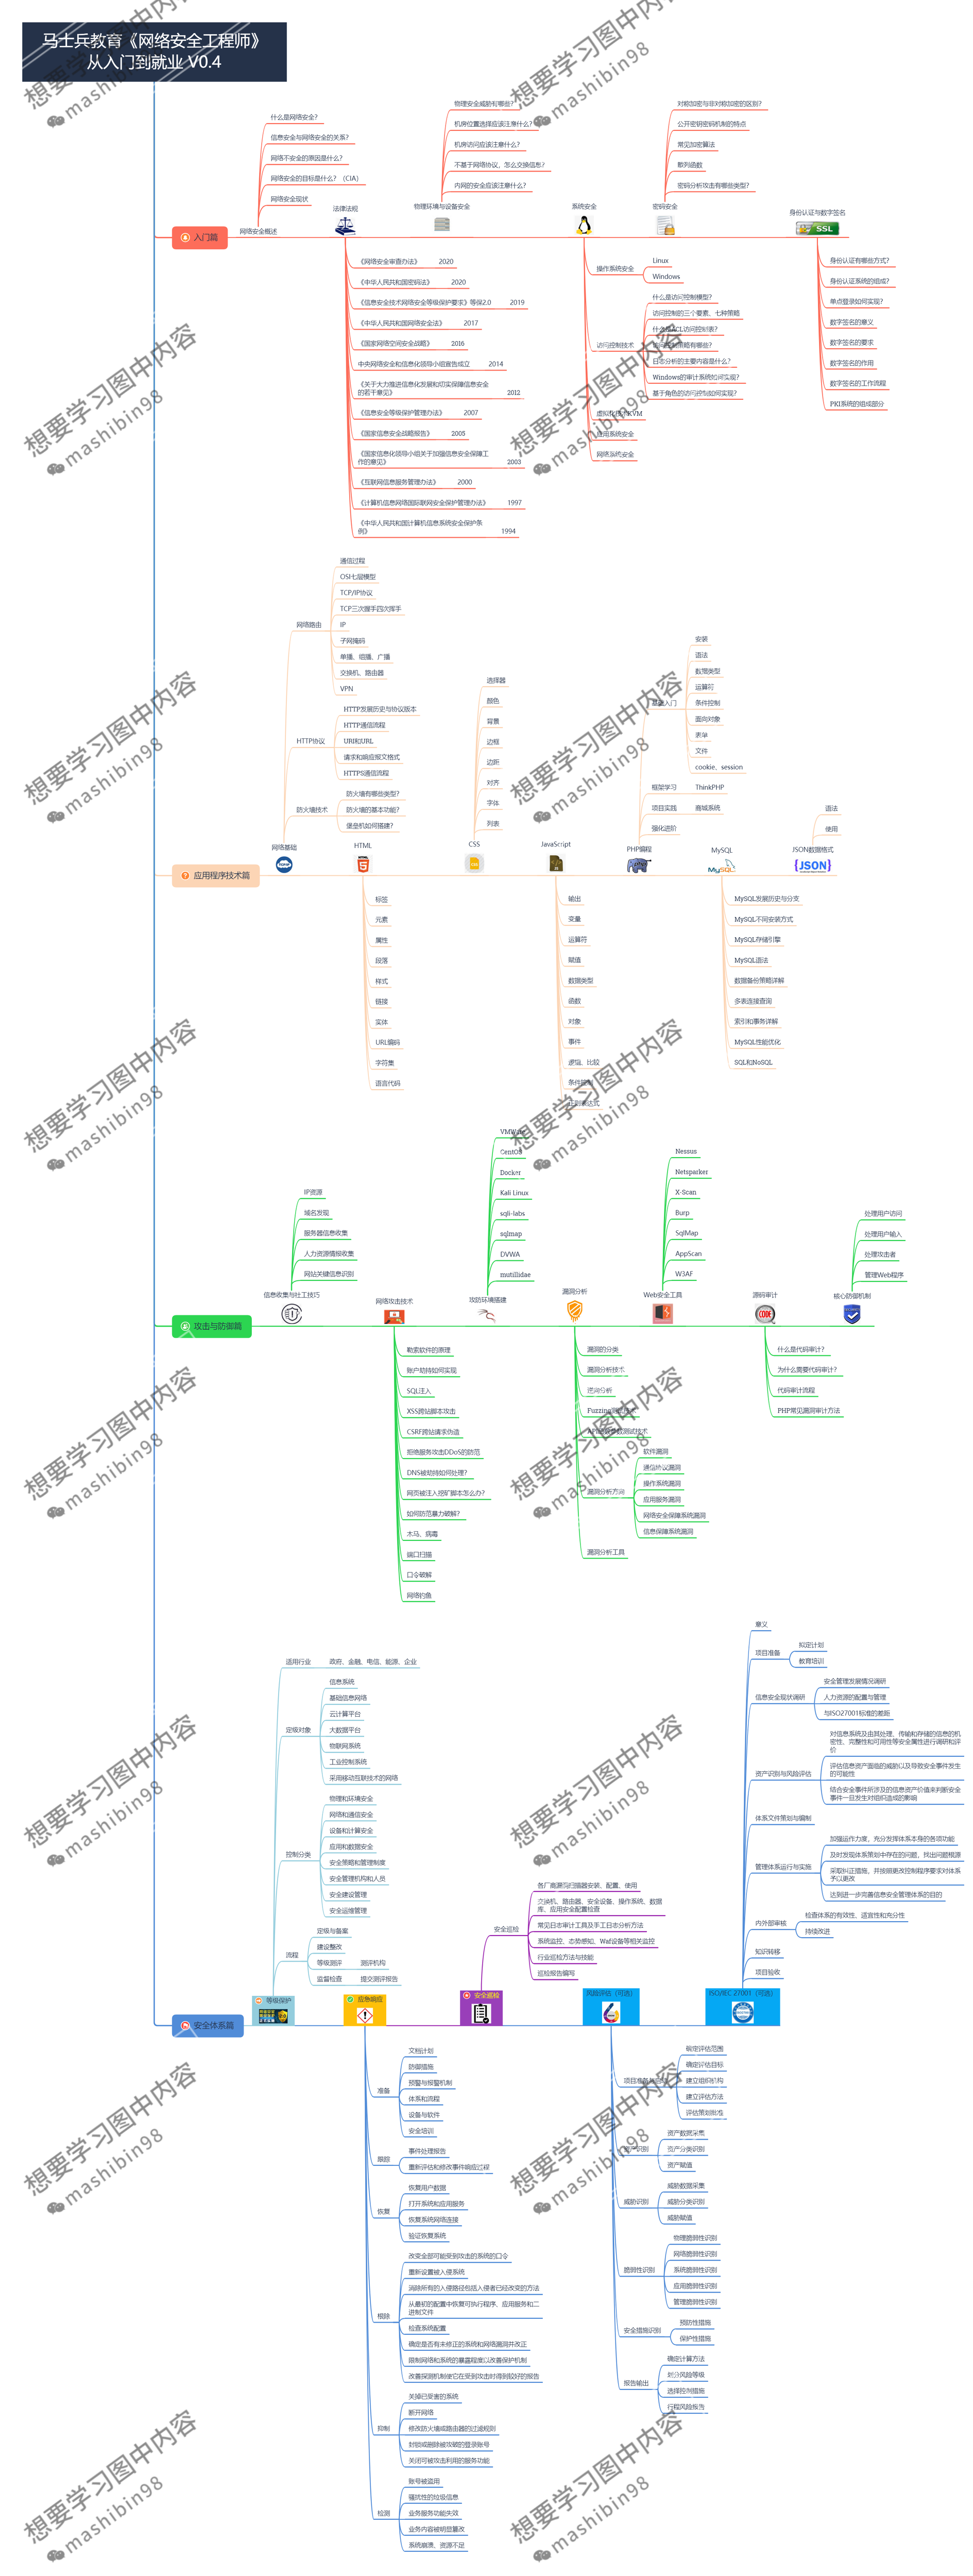 马士兵教育《网络安全工程师》
从入门到就业 V0.4
入门篇
网络安全概述
什么是网络安全?
信息安全与网络安全的关系?
网络不安全的原因是什么?
网络安全的目标是什么?（CIA）
网络安全现状
法律法规
《网络安全审查办法》 2020
《中华人民共和国密码法》 2020
《信息安全技术网络安全等级保护要求》等保2.0 2019
《中华人民共和国网络安全法》 2017
《国家网络空间安全战略》 2016
中央网络安全和信息化领导小组宣告成立 2014
《关于大力推进信息化发展和切实保障信息安全
的若干意见》 2012
《信息安全等级保护管理办法》 2007
《国家信息安全战略报告》 2005
《国家信息化领导小组关于加强信息安全保障工
作的意见》 2003
《互联网信息服务管理办法》 2000
《计算机信息网络国际联网安全保护管理办法》 1997
《中华人民共和国计算机信息系统安全保护条
例》 1994
物理环境与设备安全
物理安全威胁有哪些?
机房位置选择应该注意什么?
机房访问应该注意什么?
不基于网络协议，怎么交换信息?
内网的安全应该注意什么?
系统安全
操作系统安全
Linux
Windows
访问控制技术
什么是访问控制模型?
访问控制的三个要素、七种策略
什么是ACL访问控制表?
访问控制策略有哪些?
日志分析的主要内容是什么?
Windows的审计系统如何实现?
基于角色的访问控制如何实现?
虚拟化技术KVM
应用系统安全
网络系统安全
密码安全
对称加密与非对称加密的区别?
公开密钥密码机制的特点
常见加密算法
散列函数
密码分析攻击有哪些类型?
身份认证与数字签名
SSL
身份认证有哪些方式?
身份认证系统的组成?
单点登录如何实现?
数字签名的意义
数字签名的要求
数字签名的作用
数字签名的工作流程
PKI系统的组成部分
应用程序技术篇
网络基础
网络路由
通信过程
OSI七层模型
TCP/IP协议
TCP三次握手四次挥手
IP
子网掩码
单播、组播、广播
交换机、路由器
VPN
HTTP协议
HTTP发展历史与协议版本
HTTP通信流程
URI和URL
请求和响应报文格式
HTTPS通信流程
防火墙技术
防火墙有哪些类型?
防火墙的基本功能?
堡垒机如何搭建?
HTML
标签
元素
属性
段落
样式
链接
实体
URL编码
字符集
语言代码
CSS
选择器
颜色
背景
边框
边距
对齐
字体
列表
JavaScript
输出
变量
运算符
赋值
数据类型
函数
对象
事件
逻辑、比较
条件控制
正则表达式
PHP编程
基础入门
安装
语法
数据类型
运算符
条件控制
面向对象
表单
文件
cookie、session
框架学习 ThinkPHP
项目实践 商城系统
强化进阶
MySQL
MySQL
MySQL发展历史与分支
MySQL不同安装方式
MySQL存储引擎
MySQL语法
数据备份策略详解
多表连接查询
索引和事务详解
MySQL性能优化
SQL和NoSQL
JSON数据格式
{JSON}
语法
使用
攻击与防御篇
信息收集与社工技巧
IP资源
域名发现
服务器信息收集
人力资源情报收集
网站关键信息识别
网络攻击技术
勒索软件的原理
账户劫持如何实现
SQL注入
XSS跨站脚本攻击
CSRF跨站请求伪造
拒绝服务攻击DDoS的防范
DNS被劫持如何处理?
网页被注入挖矿脚本怎么办?
如何防范暴力破解?
木马、病毒
端口扫描
口令破解
网络钓鱼
攻防环境搭建
VMWare
CentOS
Docker
Kali Linux
sqli-labs
sqlmap
DVWA
mutillidae
漏洞分析
漏洞的分类
漏洞分析技术
逆向分析
漏洞分析方向
软件漏洞
通信协议漏洞
操作系统漏洞
应用服务漏洞
网络安全保障系统漏洞
信息保障系统漏洞
漏洞分析工具
Web安全工具
Nessus
Netsparker
X-Scan
Burp
SqlMap
AppScan
W3AF
源码审计
CODE
什么是代码审计?
为什么需要代码审计?
代码审计流程
PHP常见漏洞审计方法
核心防御机制
处理用户访问
处理用户输入
处理攻击者
管理Web程序
安全体系篇
等级保护
适用行业 政府、金融、电信、能源、企业
定级对象
信息系统
基础信息网络
云计算平台
大数据平台
物联网系统
工业控制系统
采用移动互联技术的网络
控制分类
物理和环境安全
网络和通信安全
设备和计算安全
应用和数据安全
安全策略和管理制度
安全管理机构和人员
安全建设管理
安全运维管理
流程
定级与备案
建设整改
等级测评 测评机构
监督检查 提交测评报告
应急响应
准备
文档计划
防御措施
预警与报警机制
体系和流程
设备与软件
安全培训
跟踪
事件处理报告
重新评估和修改事件响应过程
恢复
恢复用户数据
打开系统和应用服务
恢复系统网络连接
验证恢复系统
根除
改变全部可能受到攻击的系统的口令
重新设置被入侵系统
消除所有的入侵路径包括入侵者已经改变的方法
从最初的配置中恢复可执行程序、应用服务和二
进制文件
检查系统配置
确定是否有未修正的系统和网络漏洞并改正
限制网络和系统的暴露程度以改善保护机制
改善探测机制使它在受到攻击时得到较好的报告
抑制
关掉已受害的系统
断开网络
修改防火墙或路由器的过滤规则
封锁或删除被攻破的登录账号
关闭可被攻击利用的服务功能
检测
账号被盗用
骚扰性的垃圾信息
业务服务功能失效
业务内容被明显篡改
系统崩溃、资源不足
安全巡检
各厂商漏洞扫描器安装、配置、使用
交换机、路由器、安全设备、操作系统、数据
库、应用安全配置检查
常见日志审计工具及手工日志分析方法
系统监控、态势感知、Waf设备等相关监控
行业巡检方法与技能
巡检报告编写
风险评估（可选）
确定评估范围
确定评估目标
建立组织机构
建立评估方法
评估策划批准
资产识别
资产数据采集
资产分类识别
资产赋值
威胁识别
威胁数据采集
威胁分类识别
威胁赋值
脆弱性识别
物理脆弱性识别
网络脆弱性识别
系统脆弱性识别
应用脆弱性识别
管理脆弱性识别
安全措施识别
预防性措施
保护性措施
报告输出
确定计算方法
划分风险等级
选择控制措施
行程风险报告
ISO/IEC 27001（可选）
意义
项目准备
拟定计划
教育培训
信息安全现状调研
安全管理发展情况调研
人力资源的配置与管理
与ISO27001标准的差距
资产识别与风险评估
对信息系统及由其处理、传输和存储的信息的机
密性、完整性和可用性等安全属性进行调研和评
价
评估信息资产面临的威胁以及导致安全事件发生
的可能性
结合安全事件所涉及的信息资产价值来判断安全
事件一旦发生对组织造成的影响
体系文件策划与编制
管理体系运行与实施
加强运作力度，充分发挥体系本身的各项功能
及时发现体系策划中存在的问题，找出问题根源
采取纠正措施，并按照更改控制程序要求对体系
予以更改
达到进一步完善信息安全管理体系的目的
内外部审核
检查体系的有效性、适宜性和充分性
持续改进
知识转移
项目验收
想要学习图中内容
mashibin98